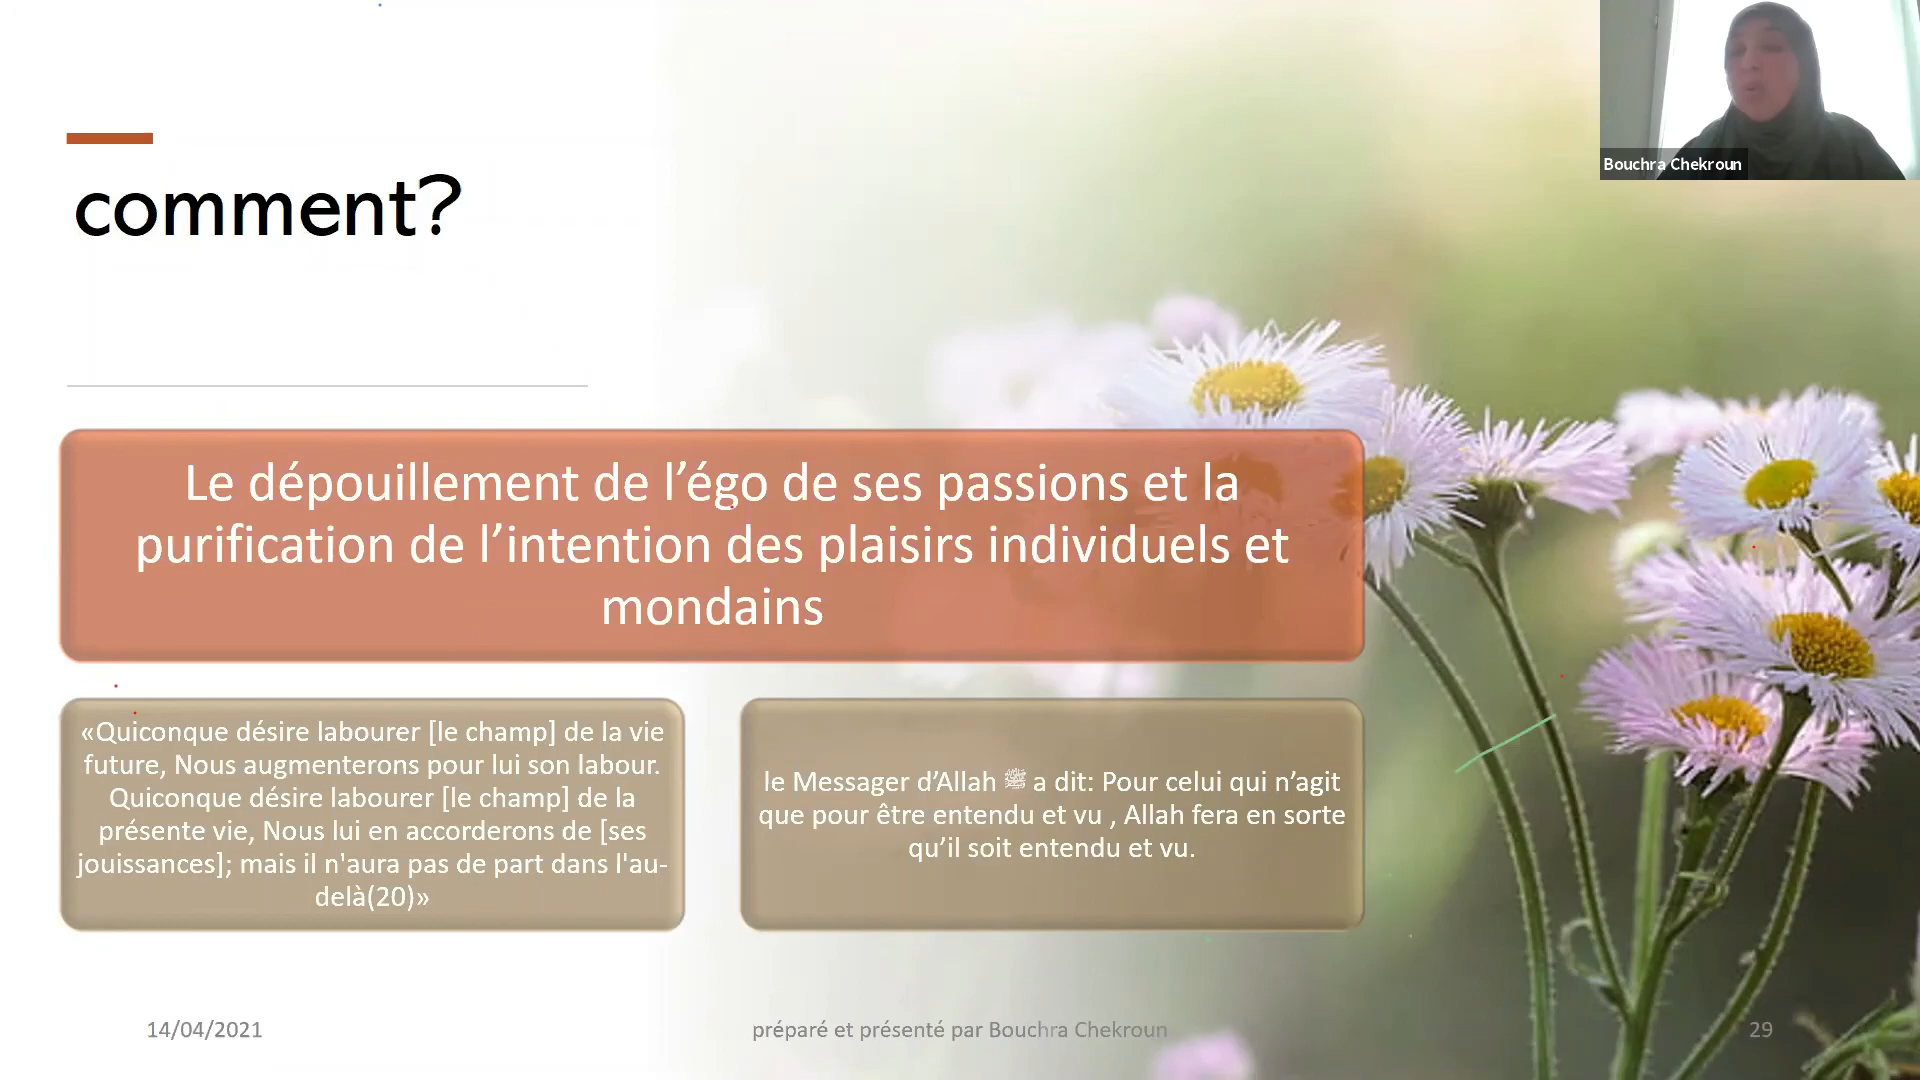 Bouchra Chekroun
comment?
Le dépouillement de l’égo de ses passions et la
purification de l’intention des plaisirs individuels et
mondains
«Quiconque désire labourer [le champ] de la vie
future, Nous augmenterons pour lui son labour.
Quiconque désire labourer [le champ] de la
présente vie, Nous lui en accorderons de [ses
jouissances]; mais il n'aura pas de part dans l'au-
delà(20)»
le Messager d’Allah ﷺ a dit: Pour celui qui n’agit
que pour être entendu et vu , Allah fera en sorte
qu’il soit entendu et vu.
14/04/2021
préparé et présenté par Bouchra Chekroun
29